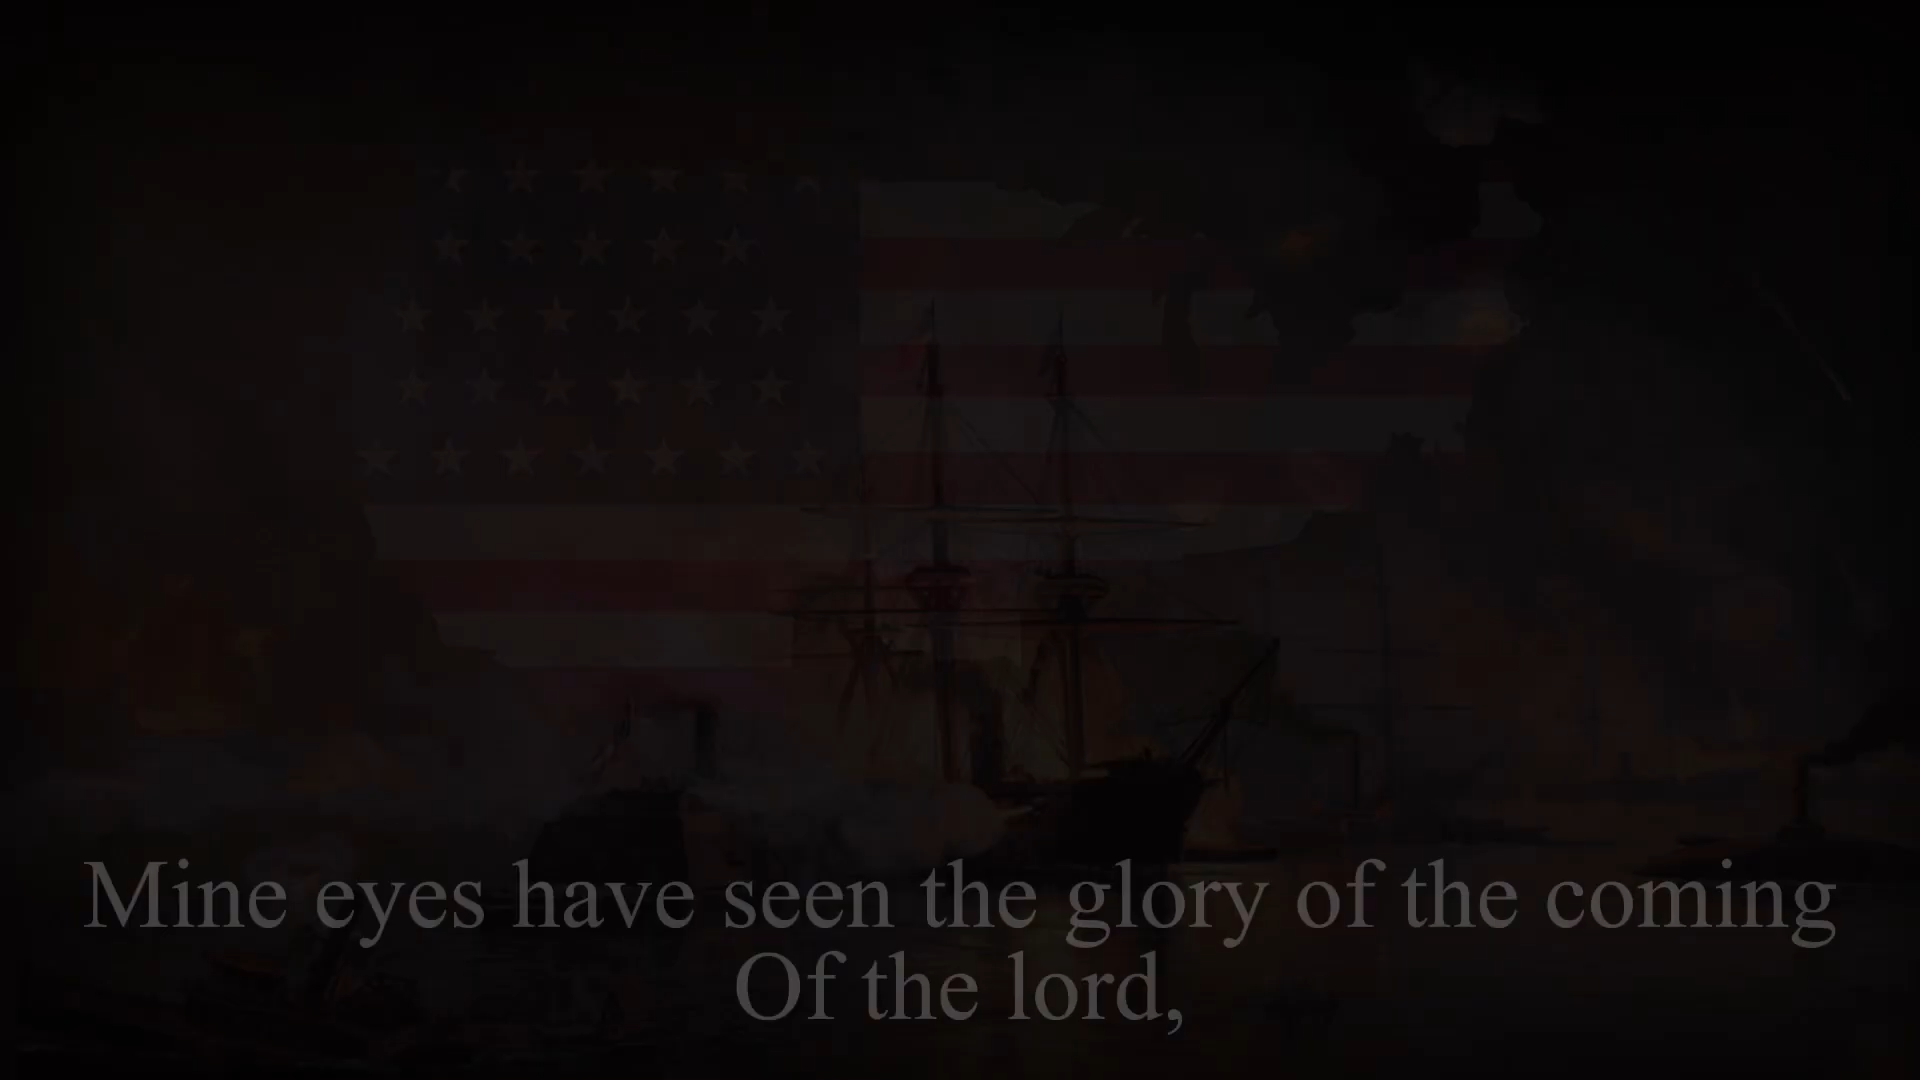 Mine eyes have seen the glory of the coming
Of the lord,